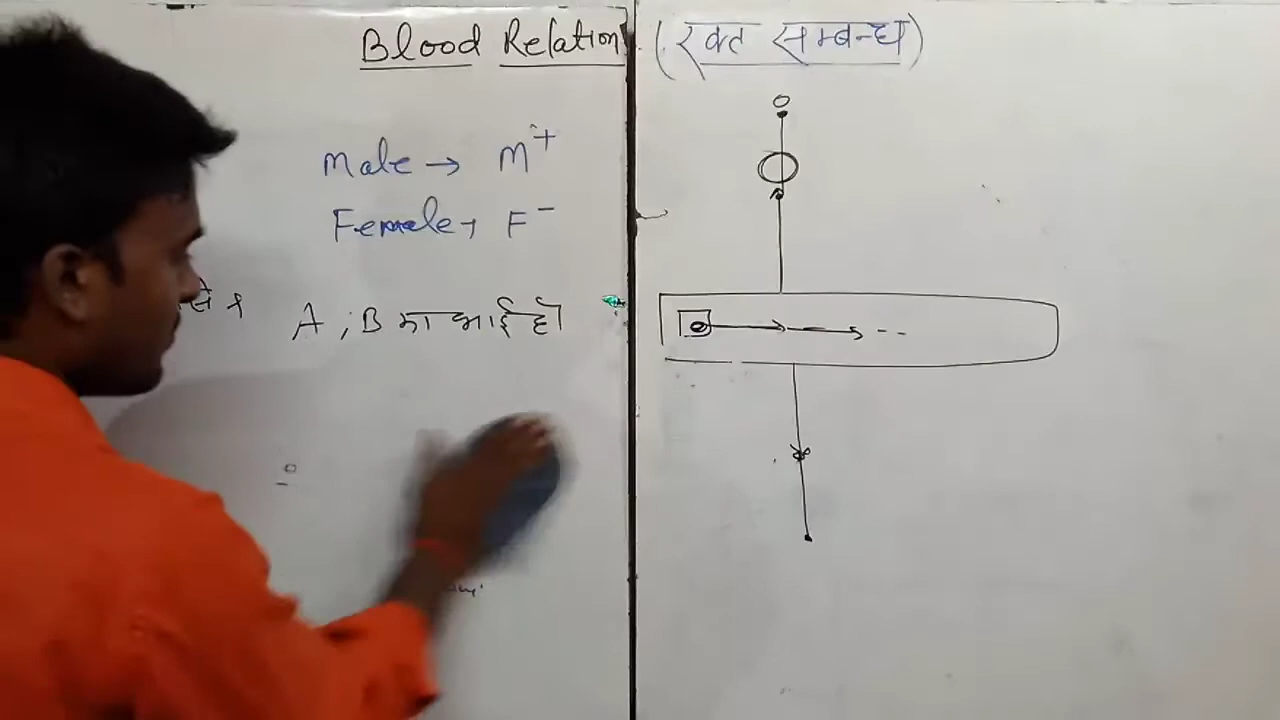 Blood Relation (रक्त सम्बन्ध)
Male → M+
Female → F-
A, B का भाई हो